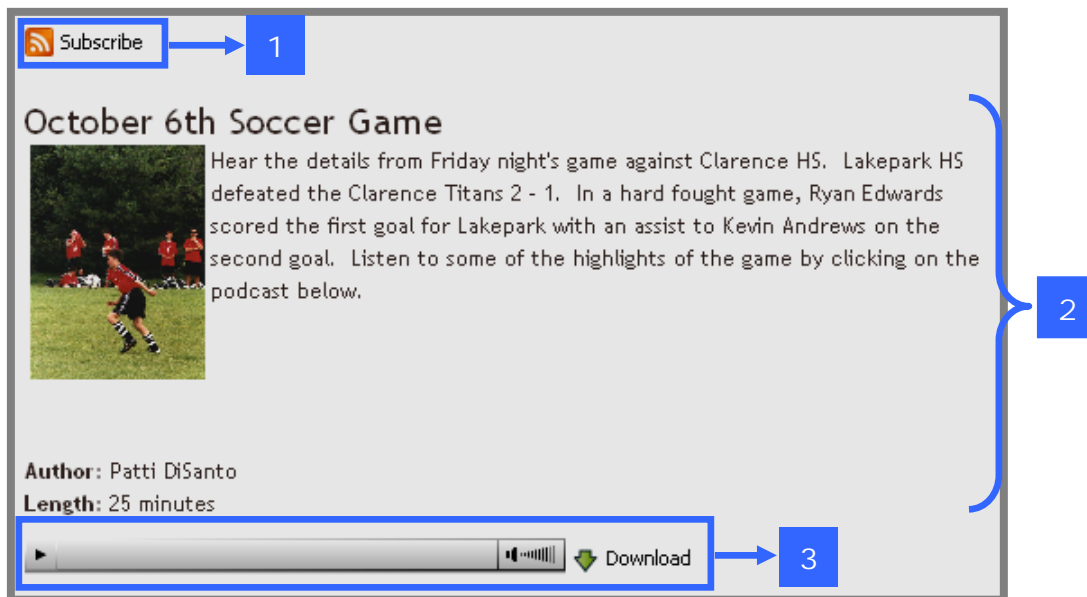 Subscribe
1
October 6th Soccer Game
Hear the details from Friday night's game against Clarence HS. Lakepark HS
defeated the Clarence Titans 2 - 1. In a hard fought game, Ryan Edwards
scored the first goal for Lakepark with an assist to Kevin Andrews on the
second goal. Listen to some of the highlights of the game by clicking on the
podcast below.
2
Author: Patti DiSanto
Length: 25 minutes
Download
3